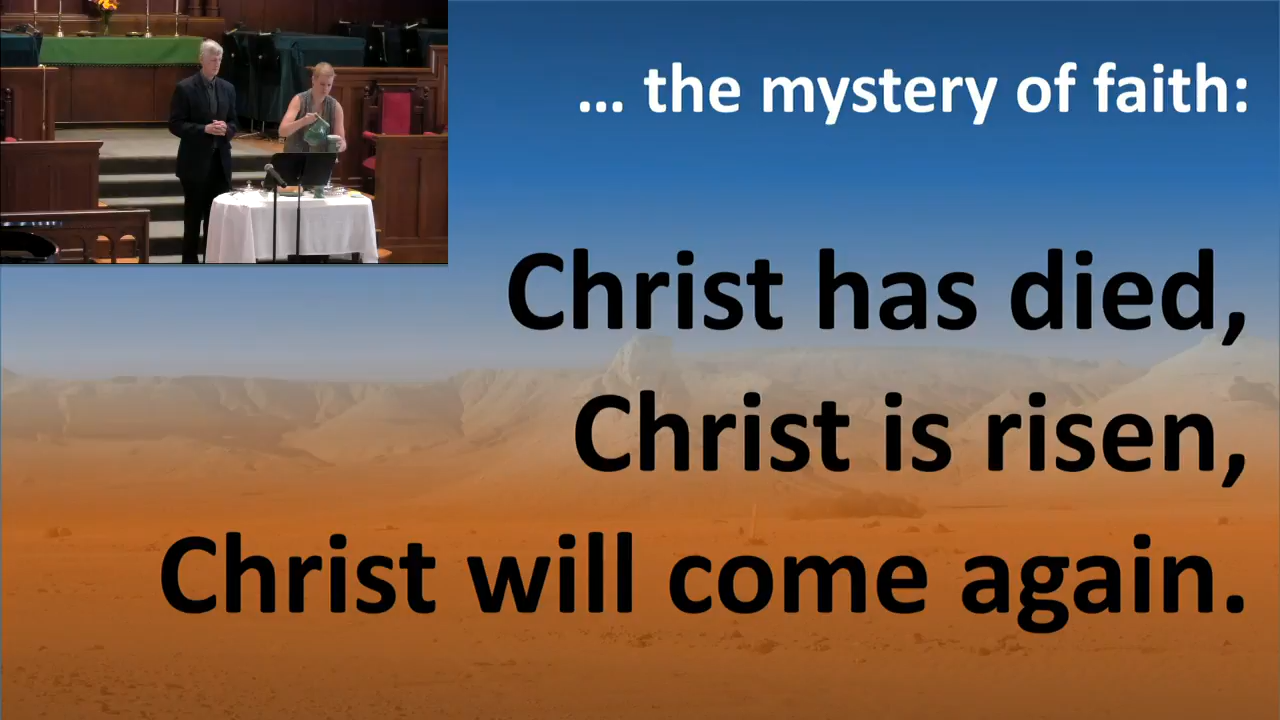 ... the mystery of faith:
Christ has died,
Christ is risen,
Christ will come again.